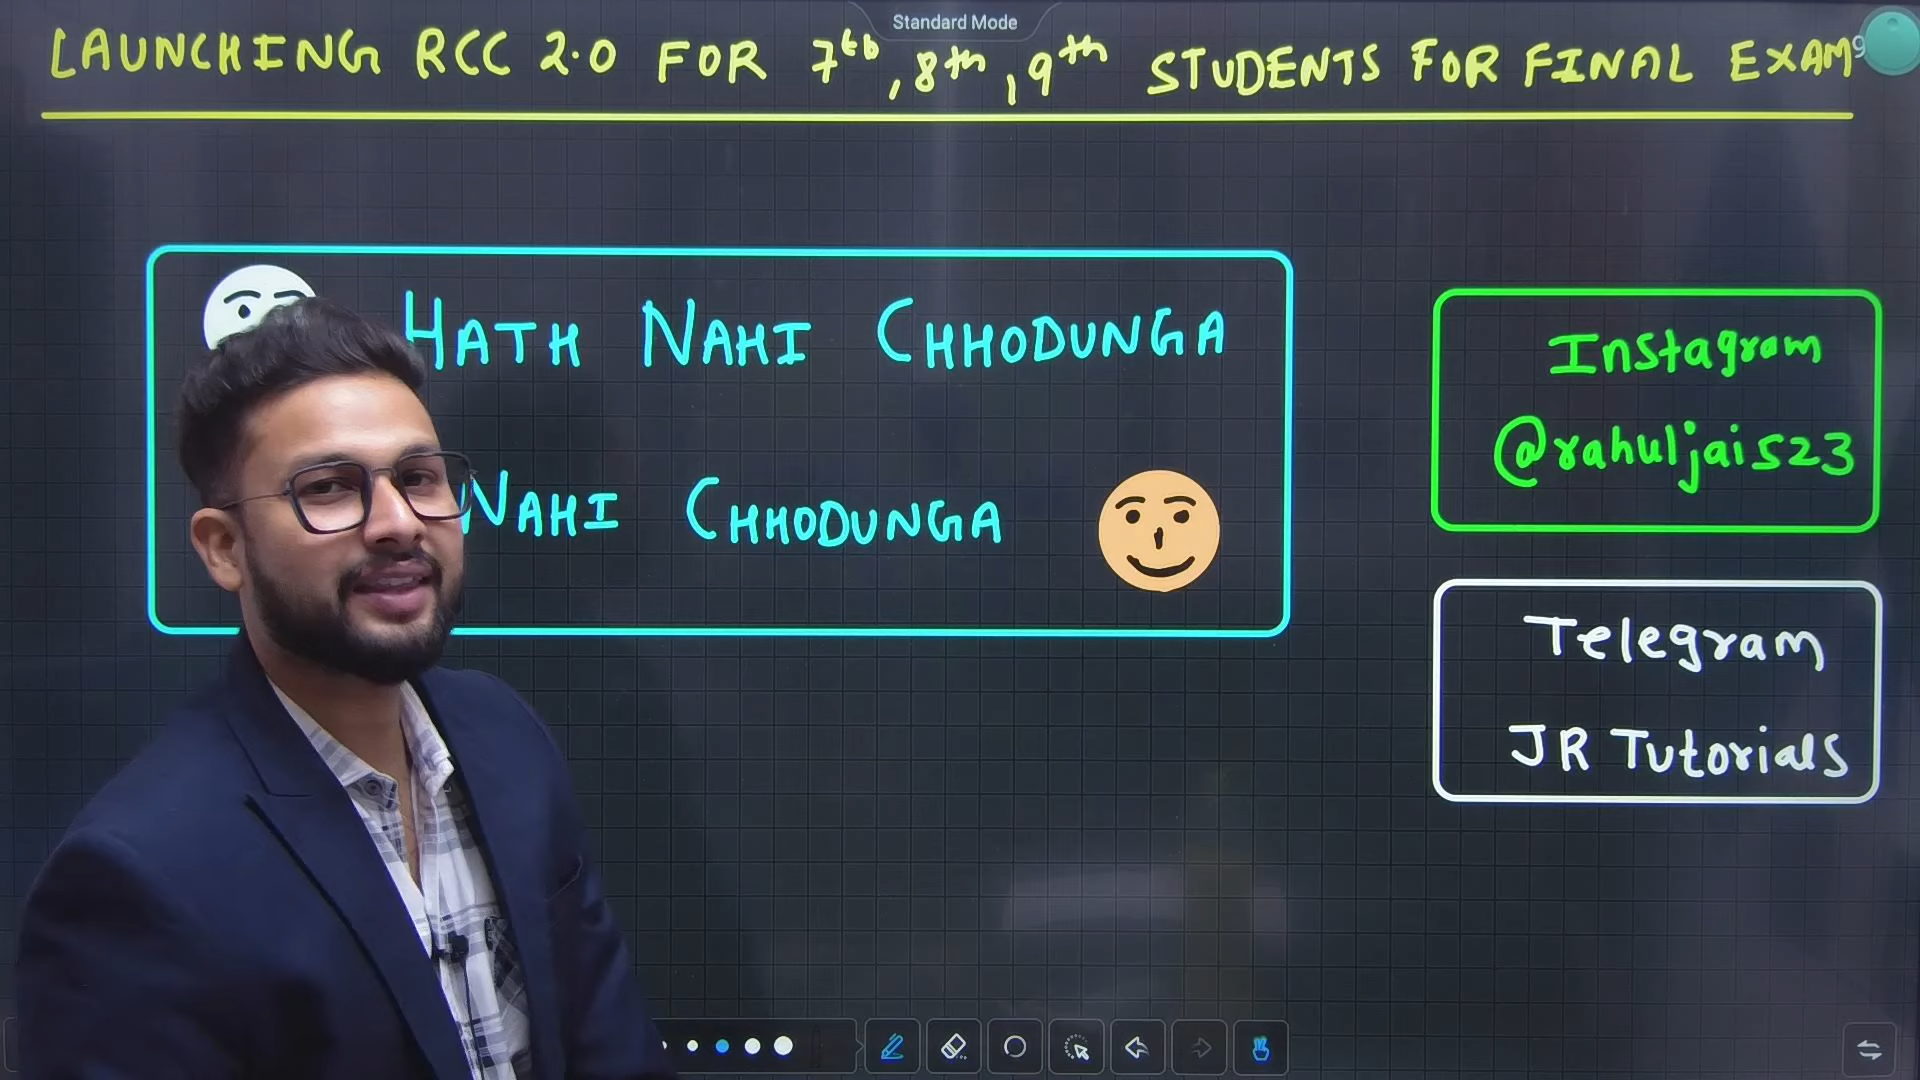 Standard Mode
LAUNCHING RCC 2.0 FOR 7th, 8th, 9th STUDENTS FOR FINAL EXAM
HATH NAHI CHHODUNGA
NAHI CHHODUNGA
Instagram
@rahuljai523
Telegram
JR Tutorials